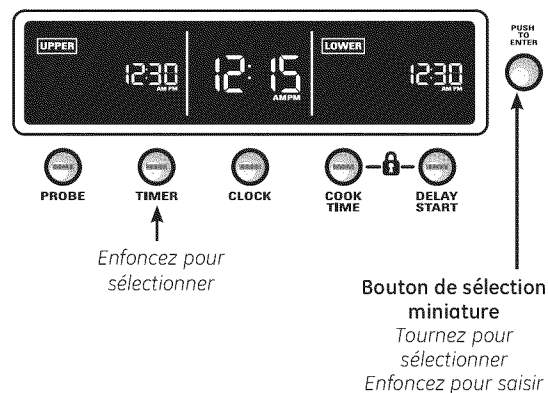 PUSH
TO
ENTER
UPPER
LOWER
12:30
AM PM
12:15
AM PM
12:30
AM PM
PROBE
TIMER
CLOCK
COOK
TIME
DELAY
START
Enfoncez pour
sélectionner
Bouton de sélection
miniature
Tournez pour
sélectionner
Enfoncez pour saisir